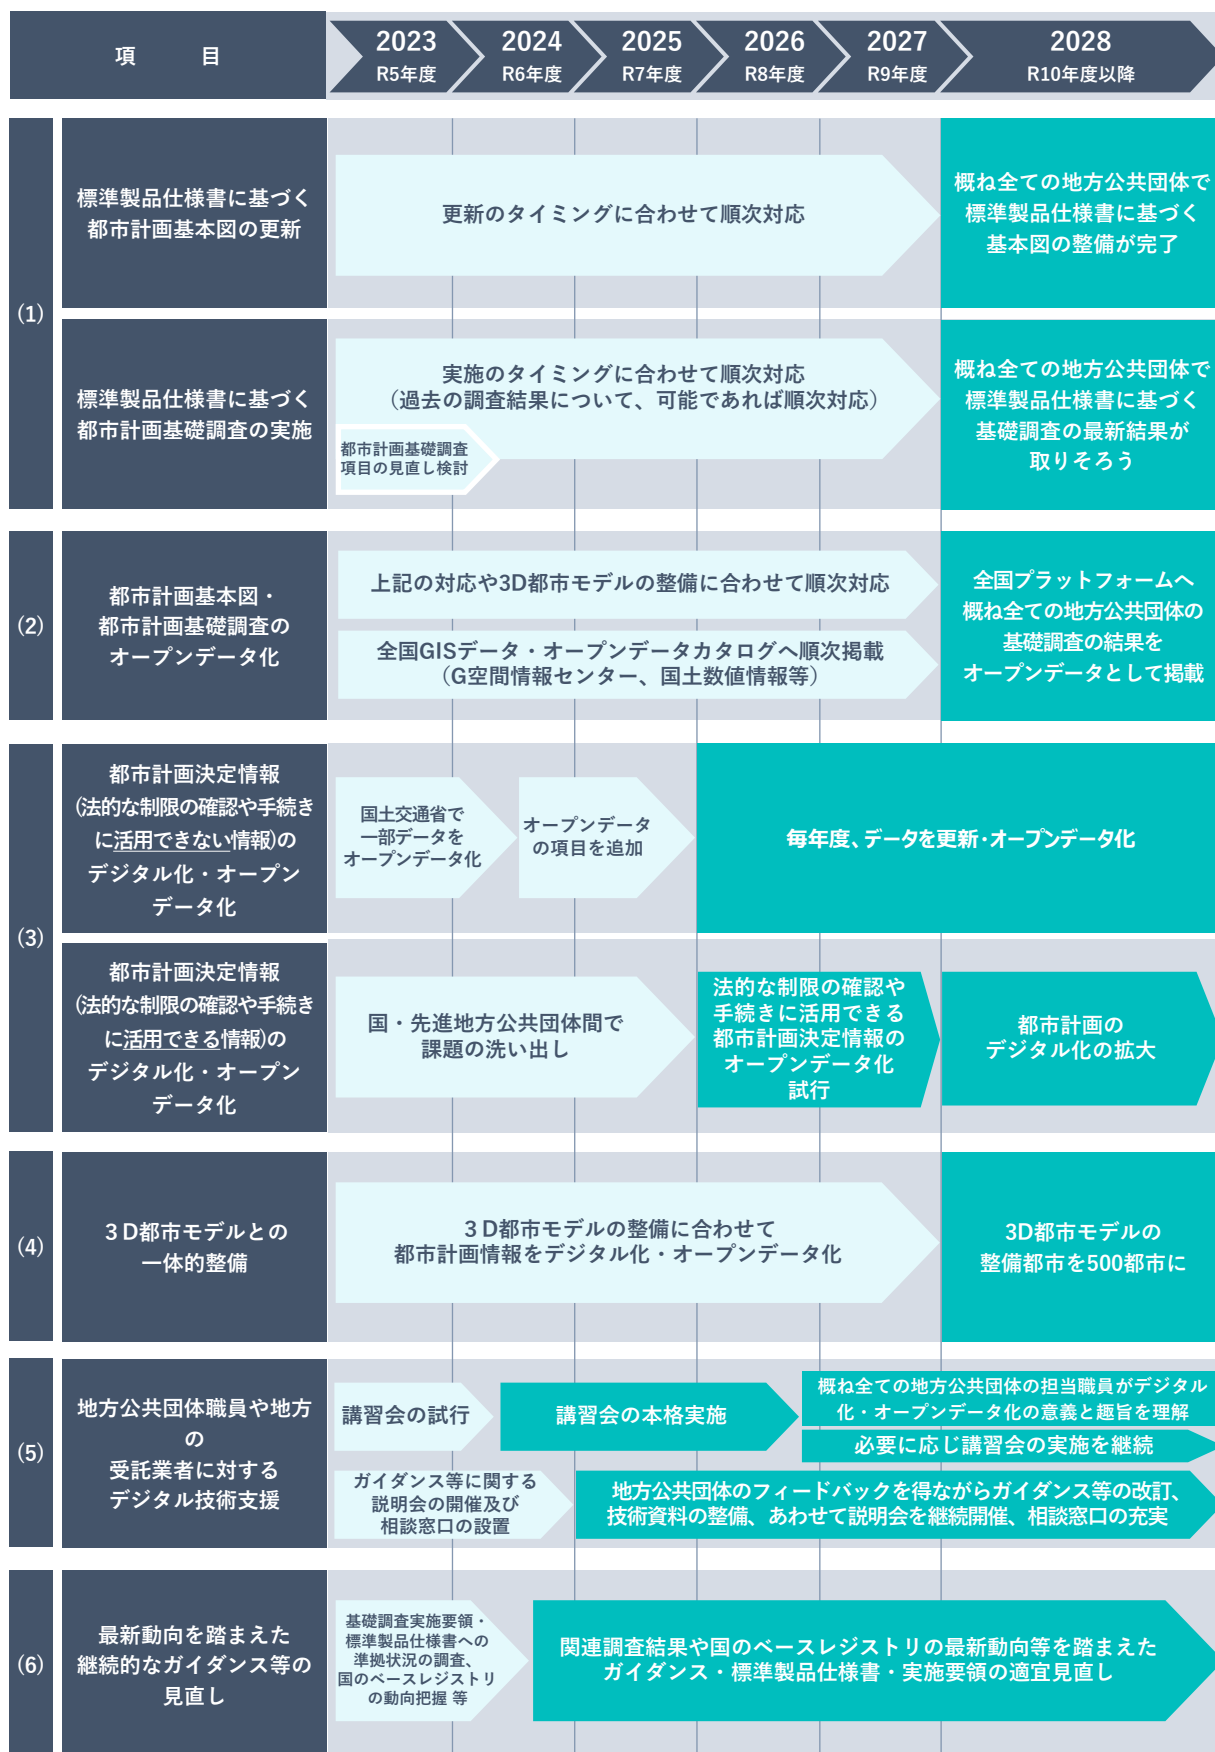 項　目
2023
R5年度
2024
R6年度
2025
R7年度
2026
R8年度
2027
R9年度
2028
R10年度以降
(1)
標準製品仕様書に基づく
都市計画基本図の更新
更新のタイミングに合わせて順次対応
概ね全ての地方公共団体で
標準製品仕様書に基づく
基本図の整備が完了
標準製品仕様書に基づく
都市計画基礎調査の実施
実施のタイミングに合わせて順次対応
（過去の調査結果について、可能であれば順次対応）
都市計画基礎調査
項目の見直し検討
概ね全ての地方公共団体で
標準製品仕様書に基づく
基礎調査の最新結果が
取りそろう
(2)
都市計画基本図・
都市計画基礎調査の
オープンデータ化
上記の対応や3D都市モデルの整備に合わせて順次対応
全国GISデータ・オープンデータカタログへ順次掲載
（G空間情報センター、国土数値情報等）
全国プラットフォームへ
概ね全ての地方公共団体の
基礎調査の結果を
オープンデータとして掲載
(3)
都市計画決定情報
(法的な制限の確認や手続き
に活用できない情報)の
デジタル化・オープン
データ化
国土交通省で
一部データを
オープンデータ化
オープンデータ
の項目を追加
毎年度、データを更新・オープンデータ化
都市計画決定情報
(法的な制限の確認や手続き
に活用できる情報)の
デジタル化・オープン
データ化
国・先進地方公共団体間で
課題の洗い出し
法的な制限の確認や
手続きに活用できる
都市計画決定情報の
オープンデータ化
試行
都市計画の
デジタル化の拡大
(4)
３D都市モデルとの
一体的整備
３D都市モデルの整備に合わせて
都市計画情報をデジタル化・オープンデータ化
3D都市モデルの
整備都市を500都市に
(5)
地方公共団体職員や地方
の
受託業者に対する
デジタル技術支援
講習会の試行
講習会の本格実施
概ね全ての地方公共団体の担当職員がデジタル
化・オープンデータ化の意義と趣旨を理解
必要に応じ講習会の実施を継続
ガイダンス等に関する
説明会の開催及び
相談窓口の設置
地方公共団体のフィードバックを得ながらガイダンス等の改訂、
技術資料の整備、あわせて説明会を継続開催、相談窓口の充実
(6)
最新動向を踏まえた
継続的なガイダンス等の
見直し
基礎調査実施要領・
標準製品仕様書への
準拠状況の調査、
国のベースレジストリ
の動向把握 等
関連調査結果や国のベースレジストリの最新動向等を踏まえた
ガイダンス・標準製品仕様書・実施要領の適宜見直し